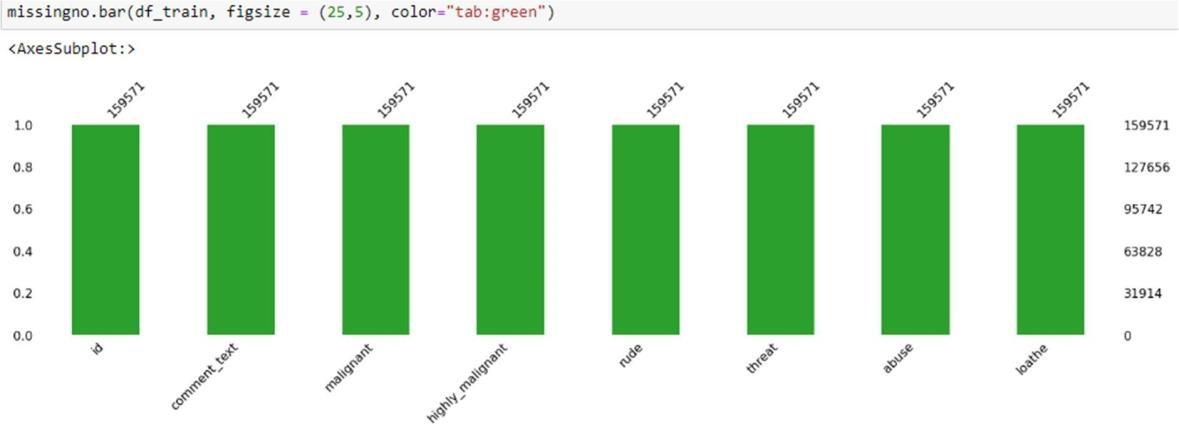 missingno.bar(df_train, figsize = (25,5), color="tab:green")
<AxesSubplot:>
159571 159571 159571 159571 159571 159571 159571 159571
1.0 159571
0.8 127656
0.6 95742
0.4 63828
0.2 31914
0.0 0
id comment_text malignant highly_malignant rude threat abuse loathe